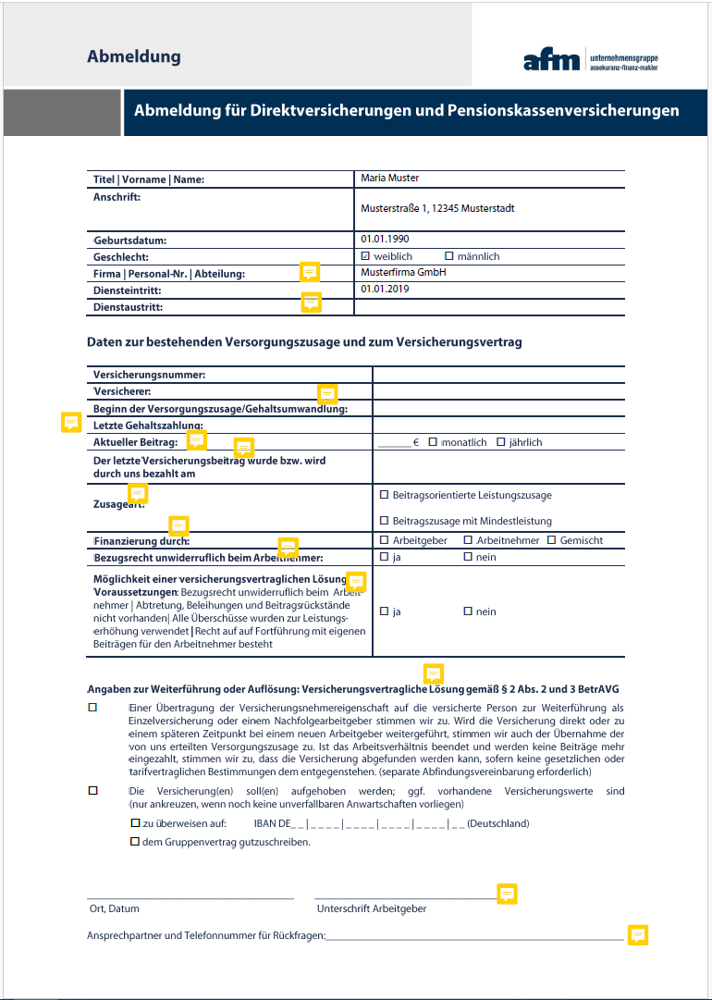 Abmeldung
afm unternehmensgruppe
assekuranz-finanz-makler
Abmeldung für Direktversicherungen und Pensionskassenversicherungen
Titel | Vorname | Name: Maria Muster
Anschrift:
Musterstraße 1, 12345 Musterstadt
Geburtsdatum: 01.01.1990
Geschlecht: ☑ weiblich ☐ männlich
Firma | Personal-Nr. | Abteilung: Musterfirma GmbH
Diensteintritt: 01.01.2019
Dienstaustritt:
Daten zur bestehenden Versorgungszusage und zum Versicherungsvertrag
Versicherungsnummer:
Versicherer:
Beginn der Versorgungszusage/Gehaltsumwandlung:
Letzte Gehaltszahlung:
Aktueller Beitrag: ______ € ☐ monatlich ☐ jährlich
Der letzte Versicherungsbeitrag wurde bzw. wird
durch uns bezahlt am
☐ Beitragsorientierte Leistungszusage
Zusageart:
☐ Beitragszusage mit Mindestleistung
Finanzierung durch: ☐ Arbeitgeber ☐ Arbeitnehmer ☐ Gemischt
Bezugsrecht unwiderruflich beim Arbeitnehmer: ☐ ja ☐ nein
Möglichkeit einer versicherungsvertraglichen Lösung
Voraussetzungen: Bezugsrecht unwiderruflich beim Arbeit-
nehmer | Abtretung, Beleihungen und Beitragsrückstände
nicht vorhanden| Alle Überschüsse wurden zur Leistungs- ☐ ja ☐ nein
erhöhung verwendet | Recht auf auf Fortführung mit eigenen
Beiträgen für den Arbeitnehmer besteht
Angaben zur Weiterführung oder Auflösung: Versicherungsvertragliche Lösung gemäß § 2 Abs. 2 und 3 BetrAVG
☐ Einer Übertragung der Versicherungsnehmereigenschaft auf die versicherte Person zur Weiterführung als
Einzelversicherung oder einem Nachfolgearbeitgeber stimmen wir zu. Wird die Versicherung direkt oder zu
einem späteren Zeitpunkt bei einem neuen Arbeitgeber weitergeführt, stimmen wir auch der Übernahme der
von uns erteilten Versorgungszusage zu. Ist das Arbeitsverhältnis beendet und werden keine Beiträge mehr
eingezahlt, stimmen wir zu, dass die Versicherung abgefunden werden kann, sofern keine gesetzlichen oder
tarifvertraglichen Bestimmungen dem entgegenstehen. (separate Abfindungsvereinbarung erforderlich)
☐ Die Versicherung(en) soll(en) aufgehoben werden; ggf. vorhandene Versicherungswerte sind
(nur ankreuzen, wenn noch keine unverfallbaren Anwartschaften vorliegen)
☐ zu überweisen auf: IBAN DE_ _ | _ _ _ _ | _ _ _ _ | _ _ _ _ | _ _ _ _ | _ _ (Deutschland)
☐ dem Gruppenvertrag gutzuschreiben.
Ort, Datum Unterschrift Arbeitgeber
Ansprechpartner und Telefonnummer für Rückfragen: